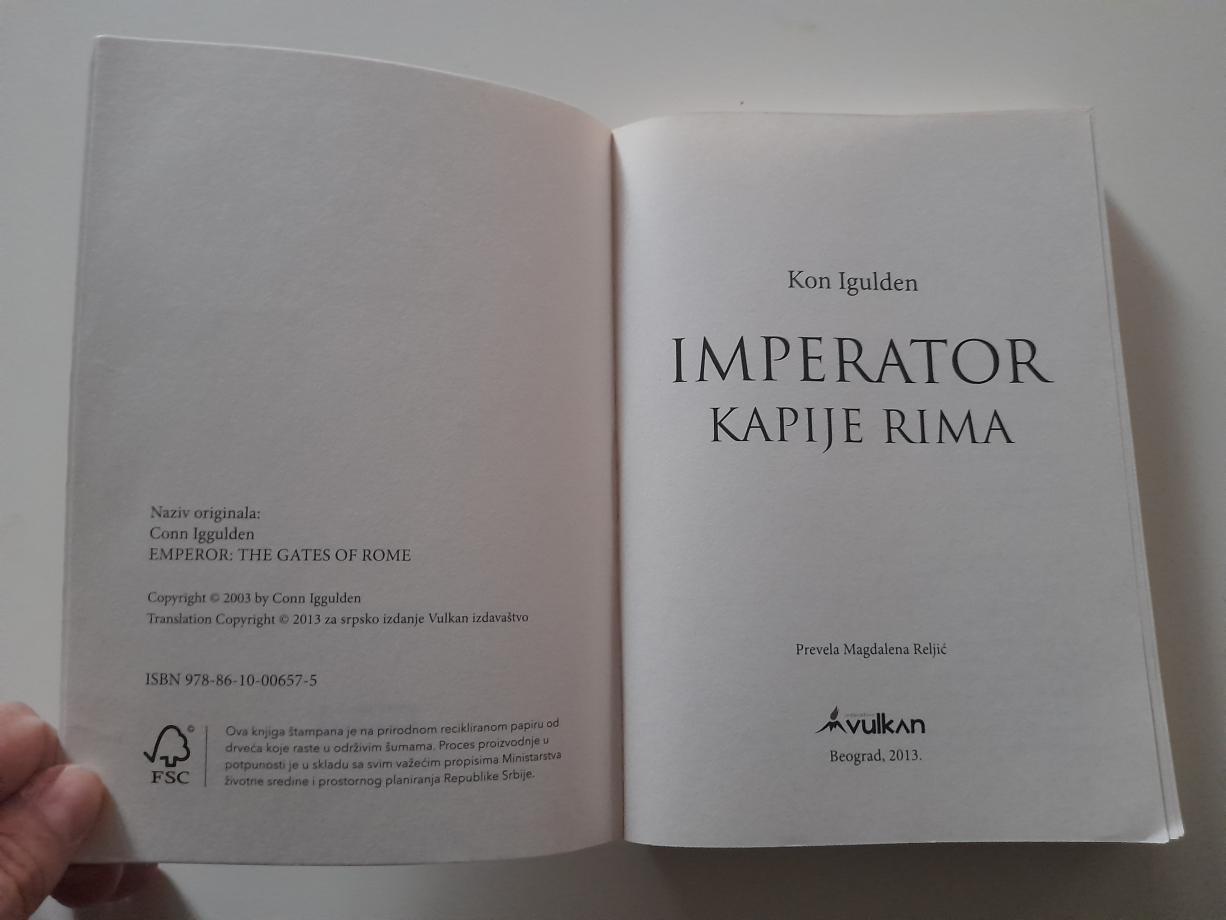 Naziv originala:
Conn Iggulden
EMPEROR: THE GATES OF ROME
Copyright © 2003 by Conn Iggulden
Translation Copyright © 2013 za srpsko izdanje Vulkan izdavaštvo
ISBN 978-86-10-00657-5
©
FSC
Ova knjiga štampana je na prirodnom recikliranom papiru od
drveća koje raste u održivim šumama. Proces proizvodnje u
potpunosti je u skladu sa svim važećim propisima Ministarstva
životne sredine i prostornog planiranja Republike Srbije.
Kon Igulden
IMPERATOR
KAPIJE RIMA
Prevela Magdalena Reljić
vulkan
Beograd, 2013.